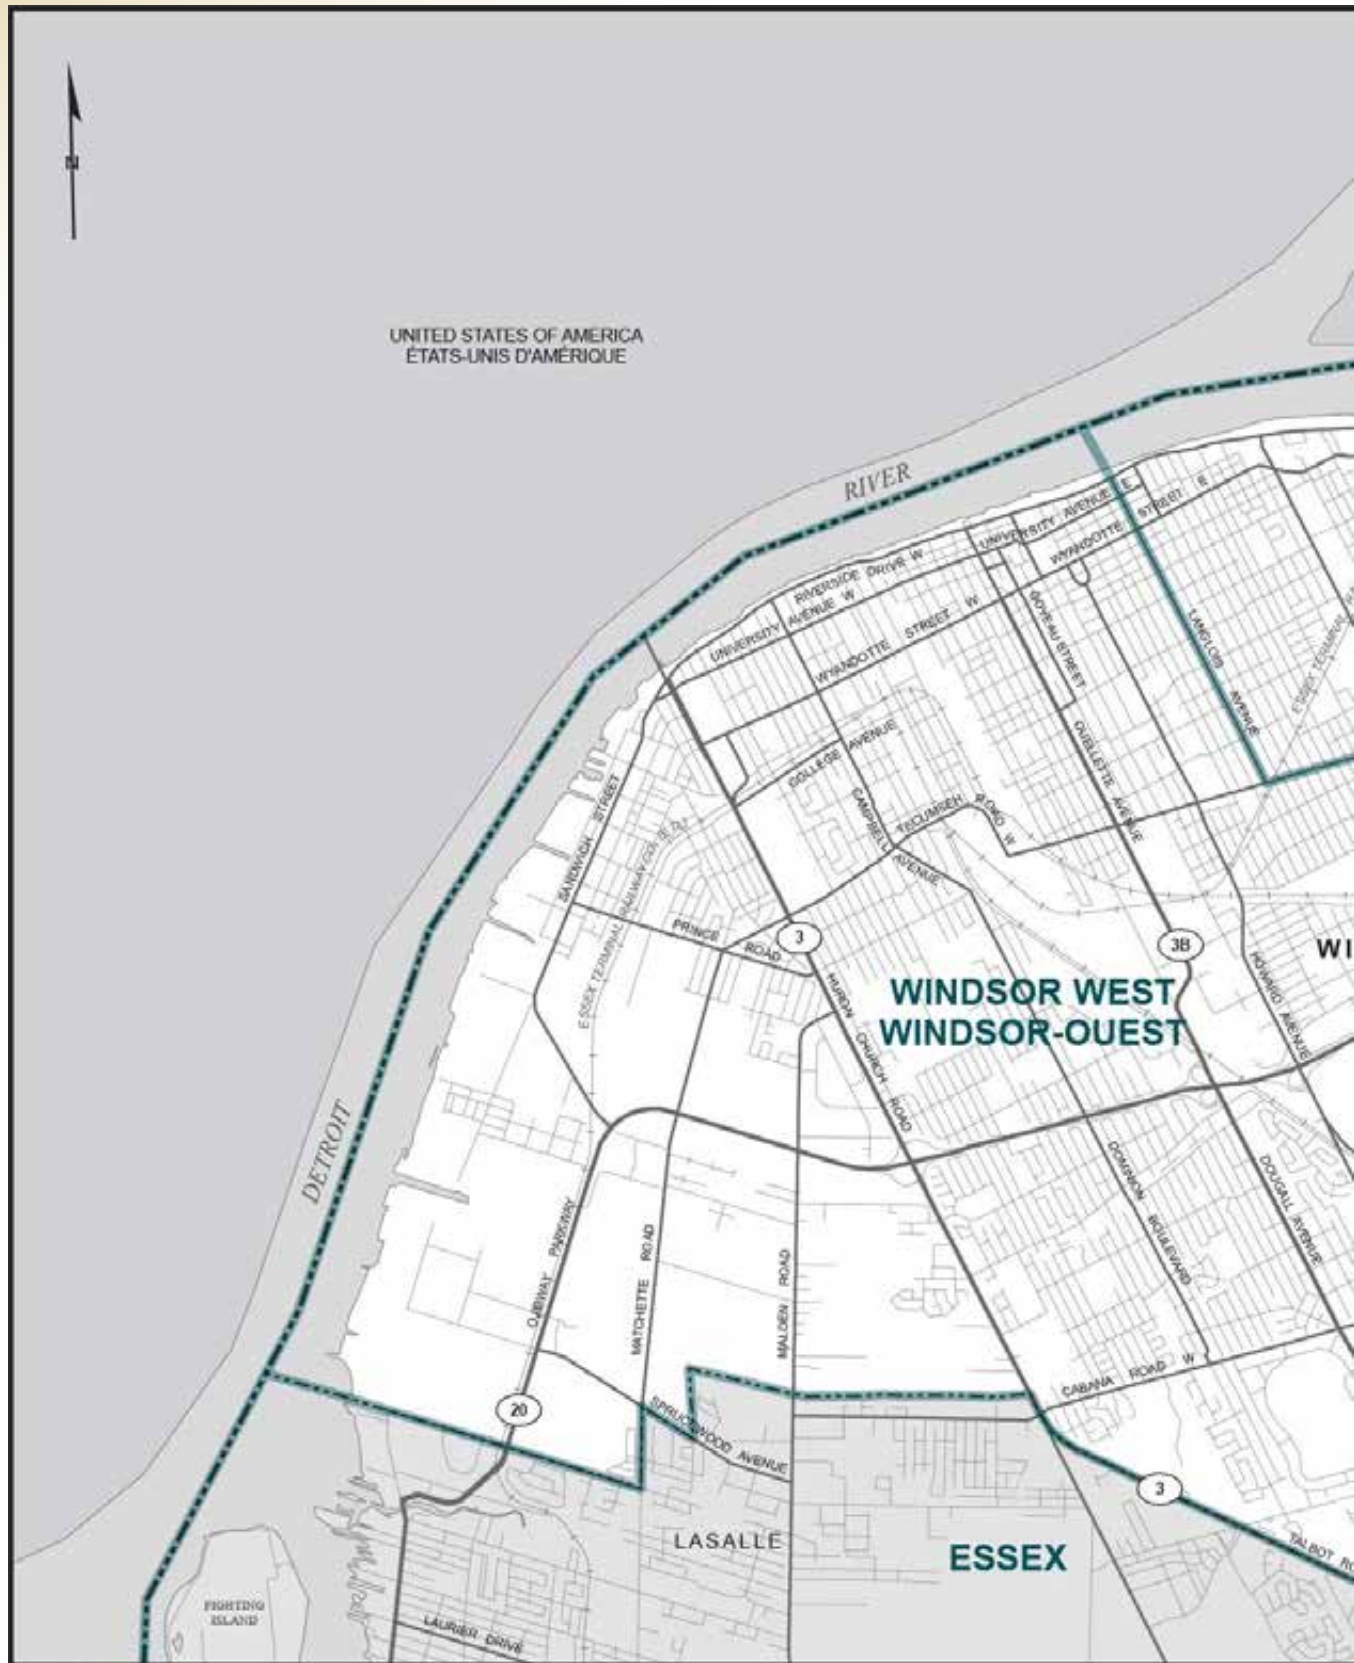 N
UNITED STATES OF AMERICA
ÉTATS-UNIS D'AMÉRIQUE
RIVER
UNIVERSITY AVENUE E
WYANDOTTE STREET E
RIVERSIDE DRIVE W
UNIVERSITY AVENUE W
WYANDOTTE STREET W
GOYEAU STREET
LANGLOIS AVENUE
ESSEX TERMINAL
COLLEGE AVENUE
OUELLETTE AVENUE
SANDWICH STREET
CAMPBELL AVENUE
TECUMSEH ROAD W
ESSEX TERMINAL RAILWAY CO.
PRINCE ROAD
3
3B
WI
HURON CHURCH ROAD
WINDSOR WEST
WINDSOR-OUEST
HOWARD AVENUE
DETROIT
DOMINION BOULEVARD
DOUGALL AVENUE
OJIBWAY PARKWAY
MATCHETTE ROAD
MALDEN ROAD
CABANA ROAD W
20
SPRUCEWOOD AVENUE
3
LASALLE
ESSEX
TALBOT RO
FIGHTING
ISLAND
LAURIER DRIVE